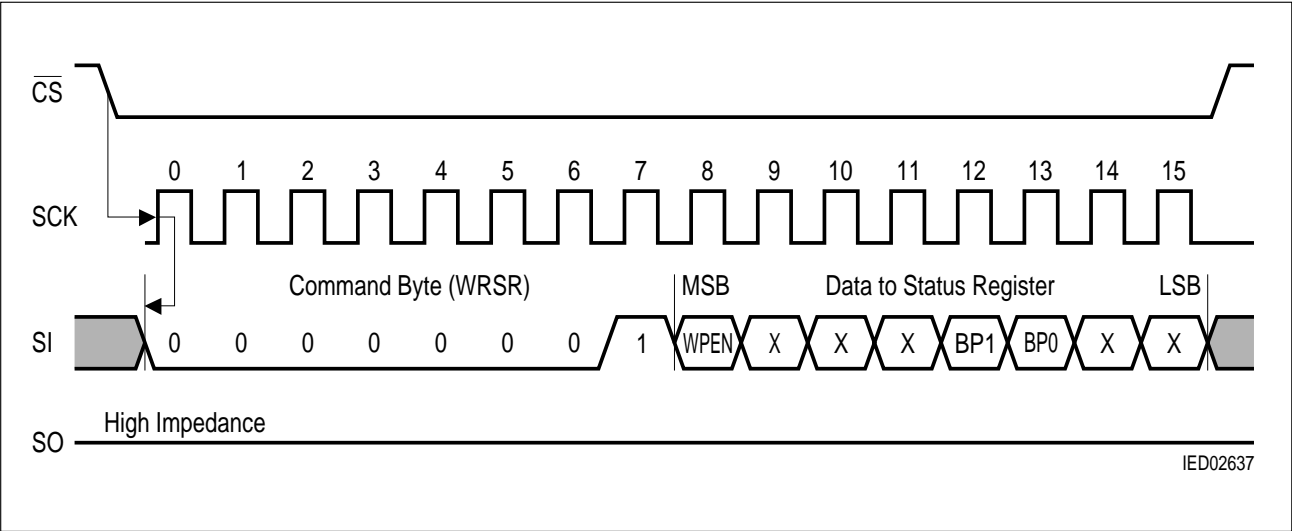 CS
0 1 2 3 4 5 6 7 8 9 10 11 12 13 14 15
SCK
Command Byte (WRSR) MSB Data to Status Register LSB
SI 0 0 0 0 0 0 0 1 WPEN X X X BP1 BP0 X X
High Impedance
SO
IED02637